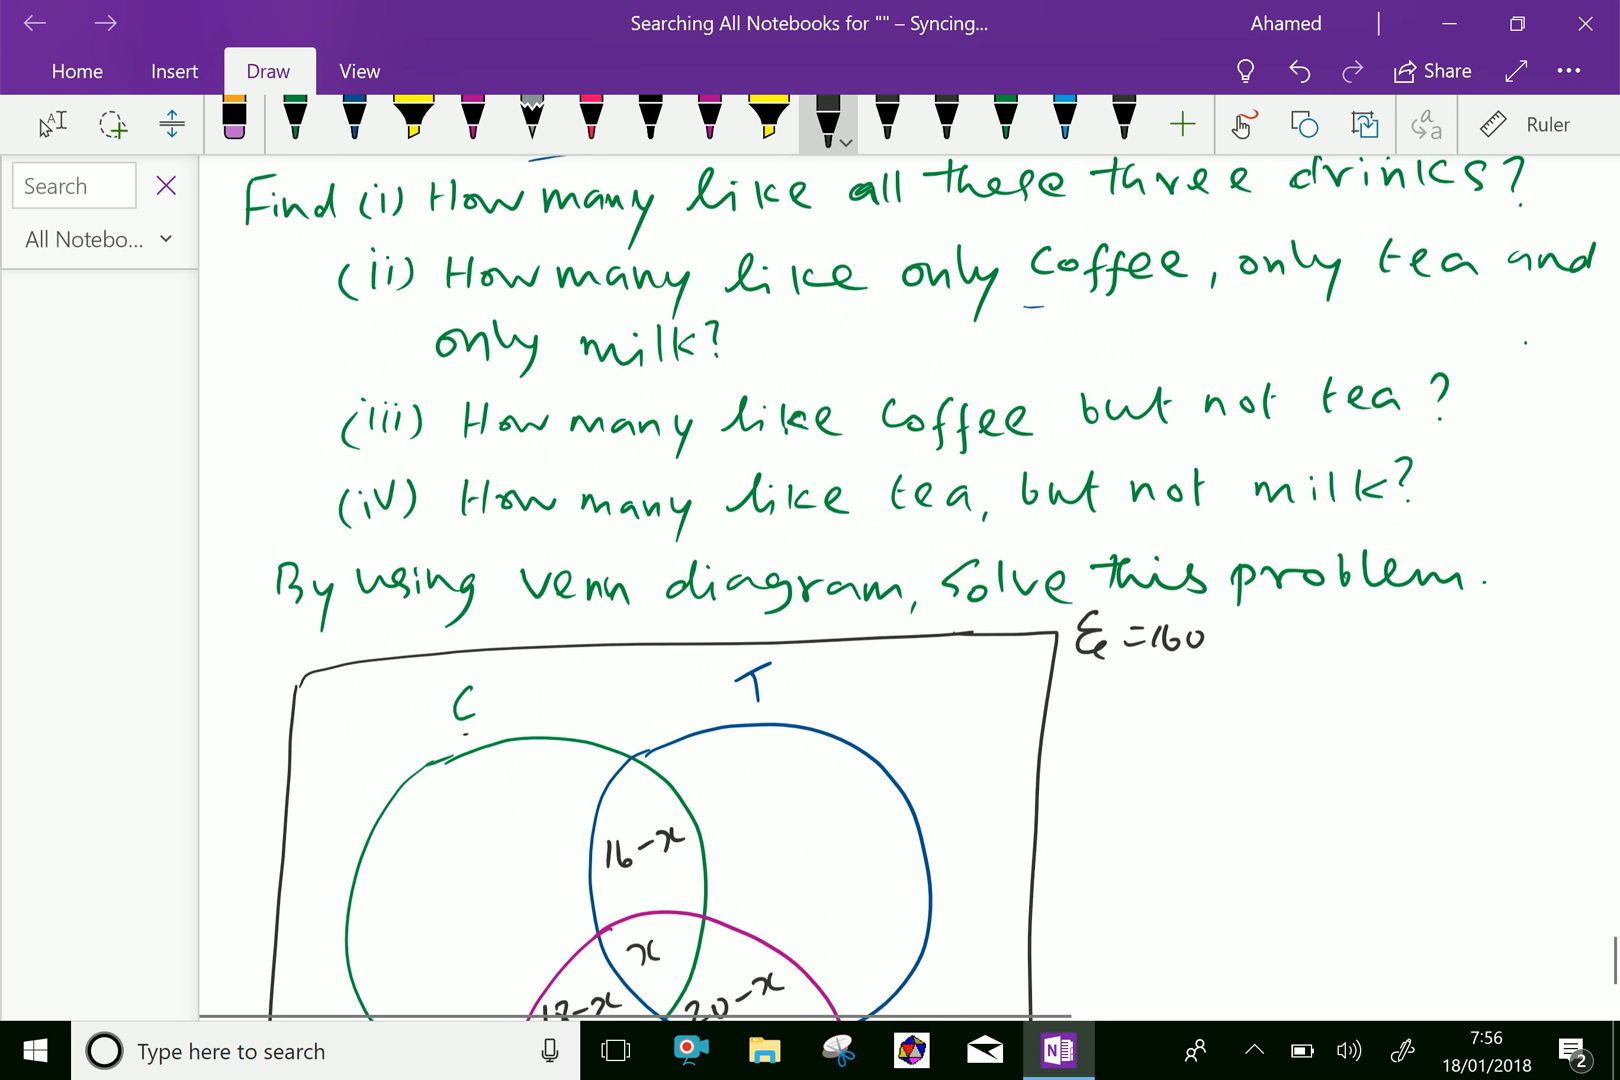 Searching All Notebooks for "" – Syncing...
Ahamed
Home Insert Draw View
Share
Ruler
Search
All Notebo...
Find (i) How many like all these three drinks?
(ii) How many like only Coffee, only tea and
only milk?
(iii) How many like Coffee but not tea?
(iv) How many like tea, but not milk?
By using venn diagram, Solve this problem.
ξ = 160
C T
16-x
x
20-x
Type here to search
7:56
18/01/2018
2